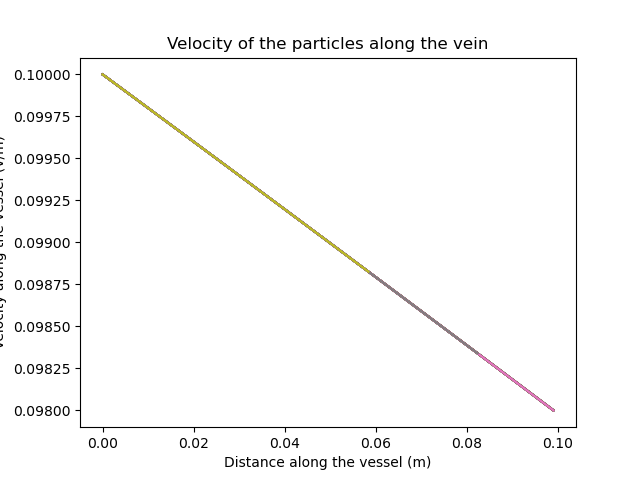 Velocity of the particles along the vein
0.10000
0.09975
0.09950
0.09925
0.09900
0.09875
0.09850
0.09825
0.09800
0.00 0.02 0.04 0.06 0.08 0.10
Distance along the vessel (m)
along the vessel